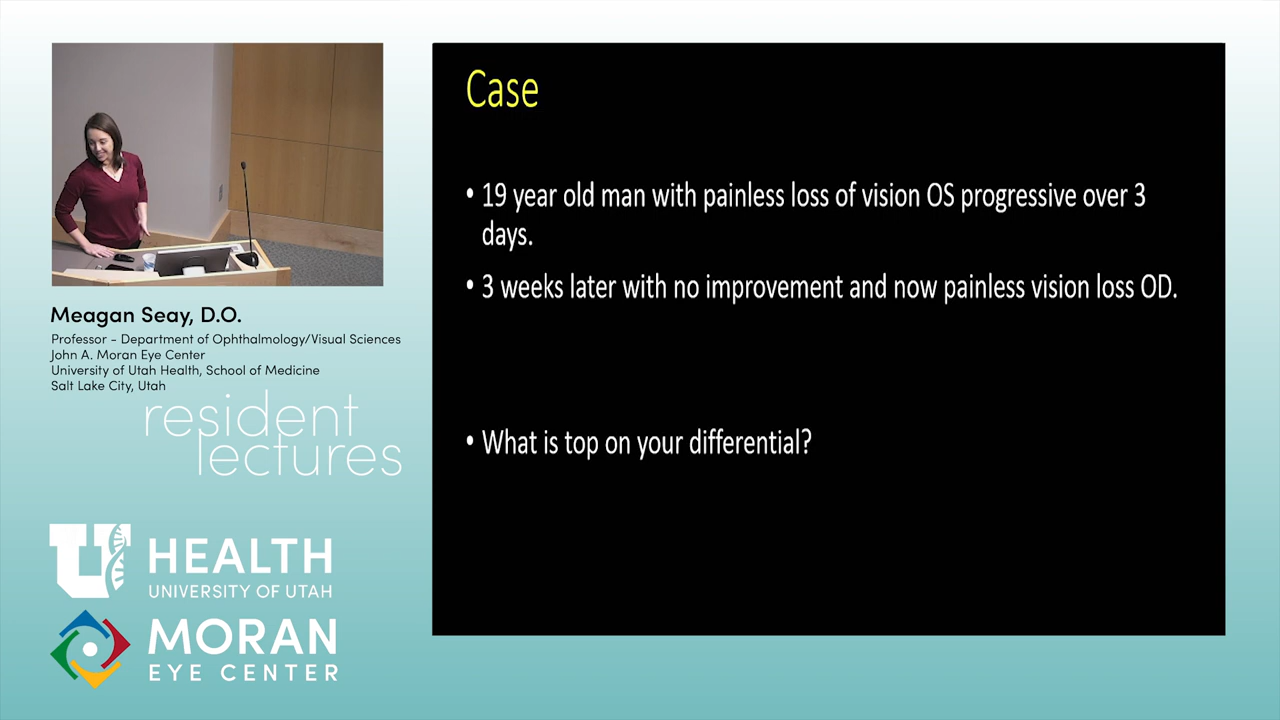 Case
• 19 year old man with painless loss of vision OS progressive over 3
days.
• 3 weeks later with no improvement and now painless vision loss OD.
• What is top on your differential?
Meagan Seay, D.O.
Professor - Department of Ophthalmology/Visual Sciences
John A. Moran Eye Center
University of Utah Health, School of Medicine
Salt Lake City, Utah
resident
lectures
U HEALTH
UNIVERSITY OF UTAH
MORAN
EYE CENTER